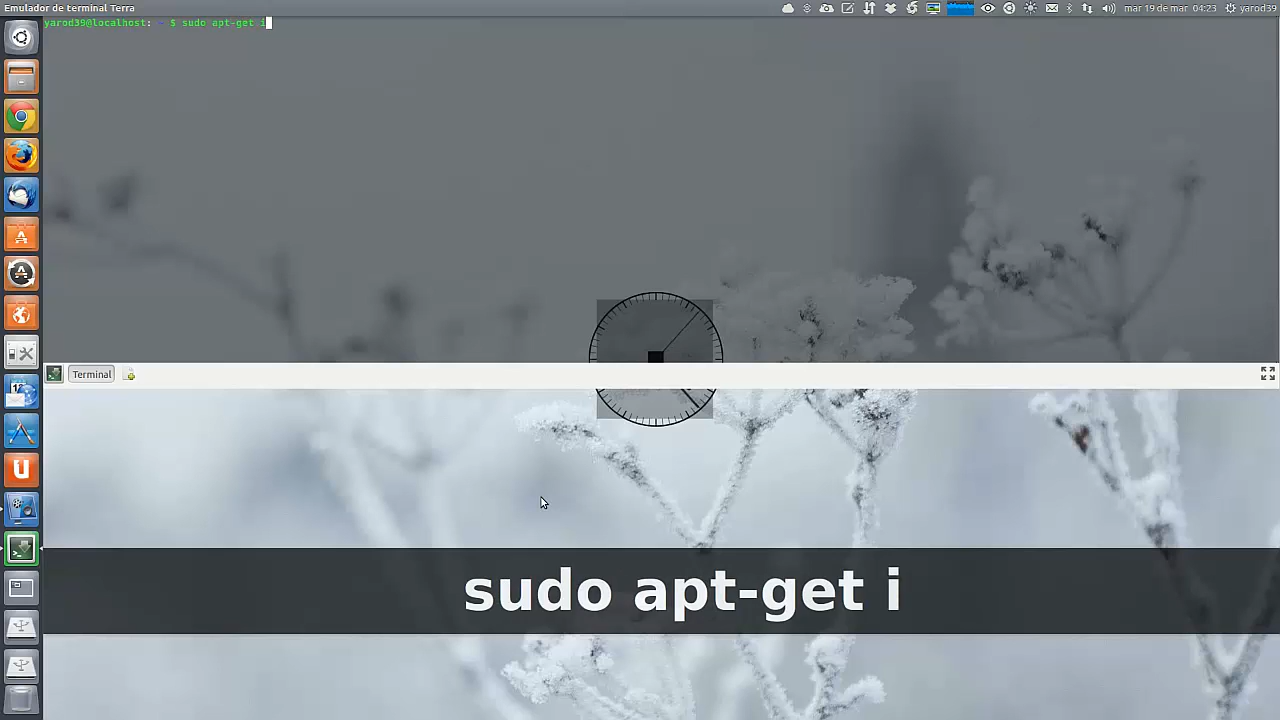 Emulador de terminal Terra
mar 19 de mar 04:23 yarod39
yarod39@localhost: ~ $ sudo apt-get i
Terminal
sudo apt-get i